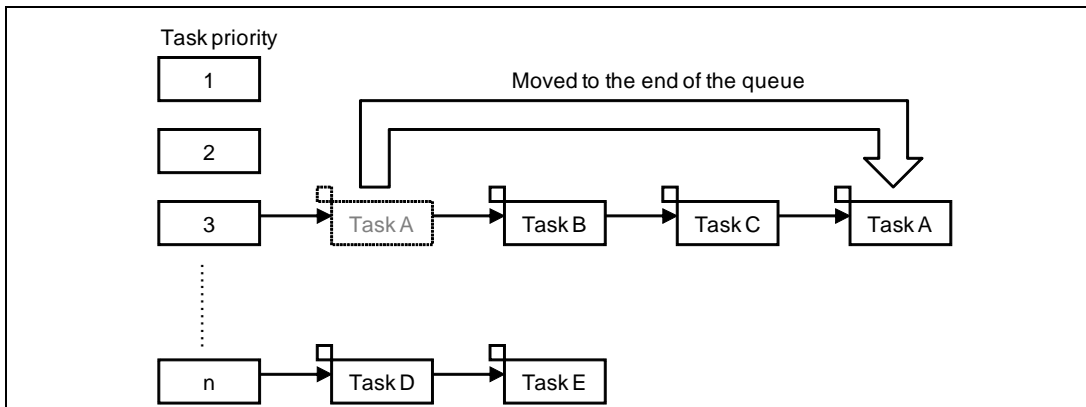 Task priority
1
Moved to the end of the queue
2
3
Task A
Task B
Task C
Task A
n
Task D
Task E